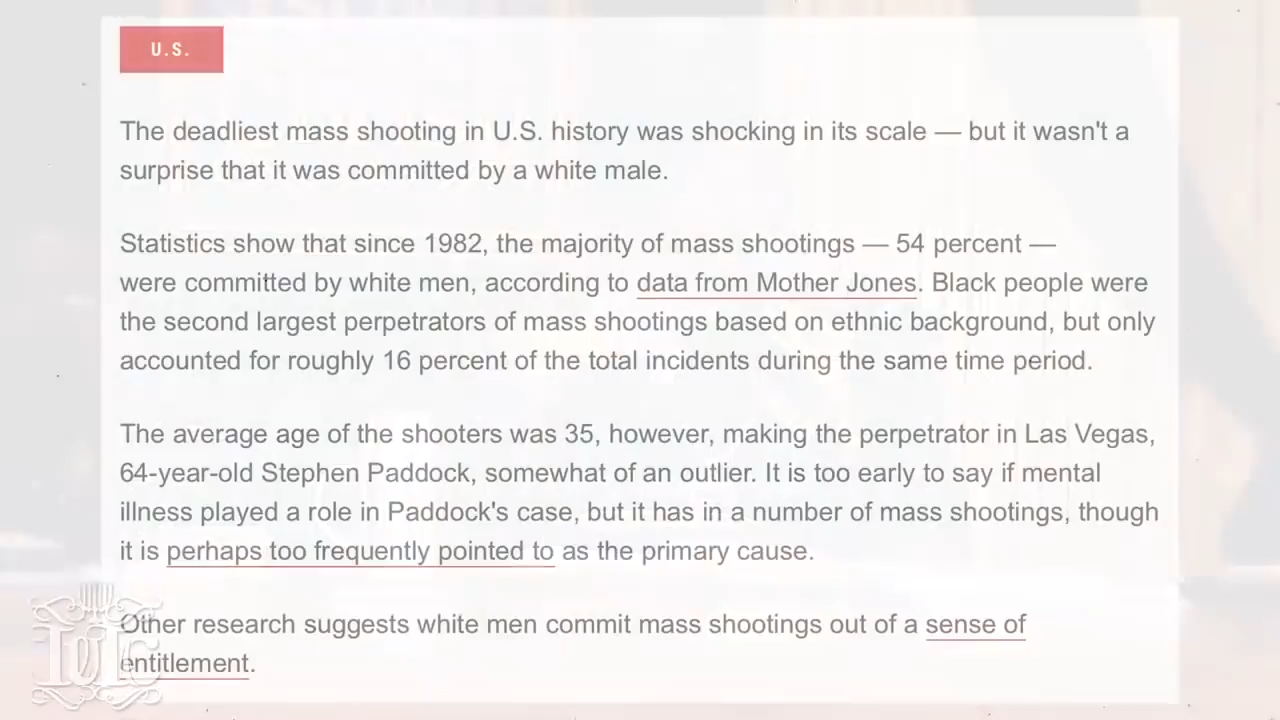 U.S.
The deadliest mass shooting in U.S. history was shocking in its scale — but it wasn't a
surprise that it was committed by a white male.
Statistics show that since 1982, the majority of mass shootings — 54 percent —
were committed by white men, according to data from Mother Jones. Black people were
the second largest perpetrators of mass shootings based on ethnic background, but only
accounted for roughly 16 percent of the total incidents during the same time period.
The average age of the shooters was 35, however, making the perpetrator in Las Vegas,
64-year-old Stephen Paddock, somewhat of an outlier. It is too early to say if mental
illness played a role in Paddock's case, but it has in a number of mass shootings, though
it is perhaps too frequently pointed to as the primary cause.
Other research suggests white men commit mass shootings out of a sense of
entitlement.